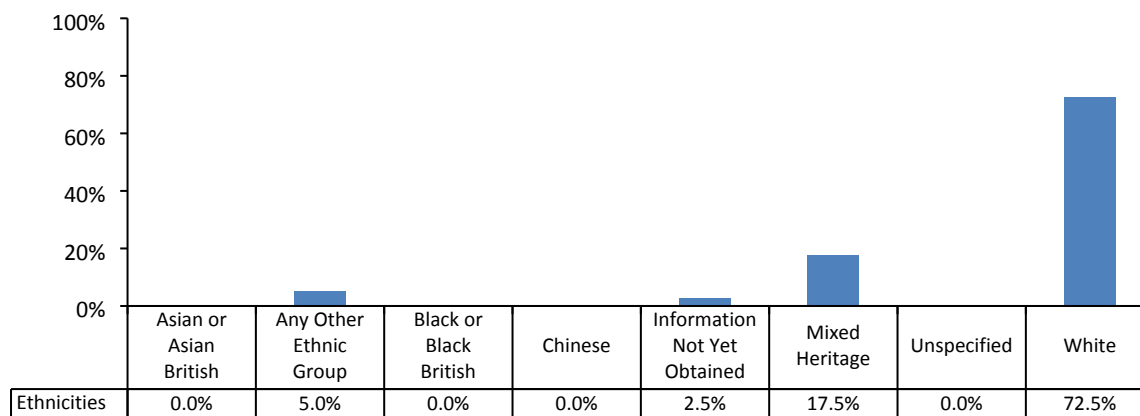 100%
80%
60%
40%
20%
0%
Asian or
Asian
British
Any Other
Ethnic
Group
Black or
Black
British
Chinese
Information
Not Yet
Obtained
Mixed
Heritage
Unspecified
White
Ethnicities 0.0% 5.0% 0.0% 0.0% 2.5% 17.5% 0.0% 72.5%